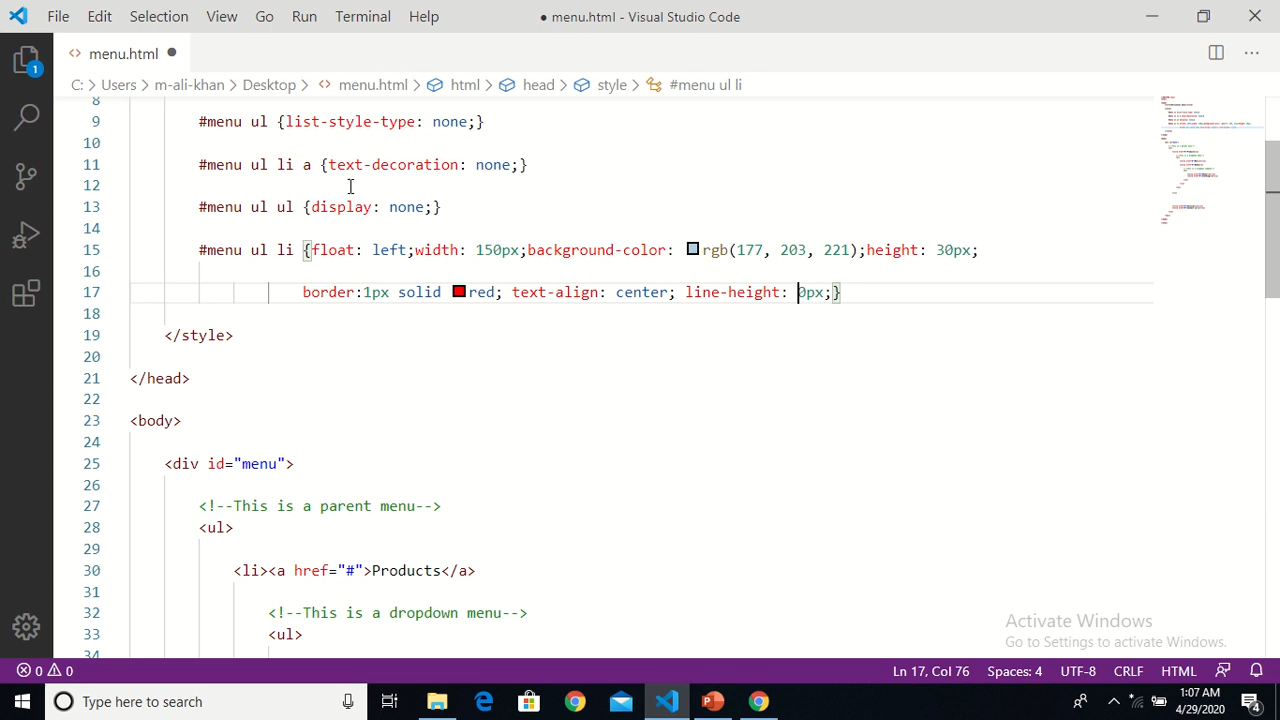 File Edit Selection View Go Run Terminal Help
● menu.html - Visual Studio Code
<> menu.html ●
C: > Users > m-ali-khan > Desktop > <> menu.html > html > head > style > #menu ul li
8
9 #menu ul {list-style-type: none
10
11 #menu ul li a {text-decoration: none;}
12
13 #menu ul ul {display: none;}
14
15 #menu ul li {float: left;width: 150px;background-color: rgb(177, 203, 221);height: 30px;
16
17 border:1px solid red; text-align: center; line-height: 0px;}
18
19 </style>
20
21 </head>
22
23 <body>
24
25 <div id="menu">
26
27 <!--This is a parent menu-->
28 <ul>
29
30 <li><a href="#">Products</a>
31
32 <!--This is a dropdown menu-->
33 <ul>
34
1
Activate Windows
Go to Settings to activate Windows.
0 0 Ln 17, Col 76 Spaces: 4 UTF-8 CRLF HTML
Type here to search
1:07 AM
4/29/2020
4